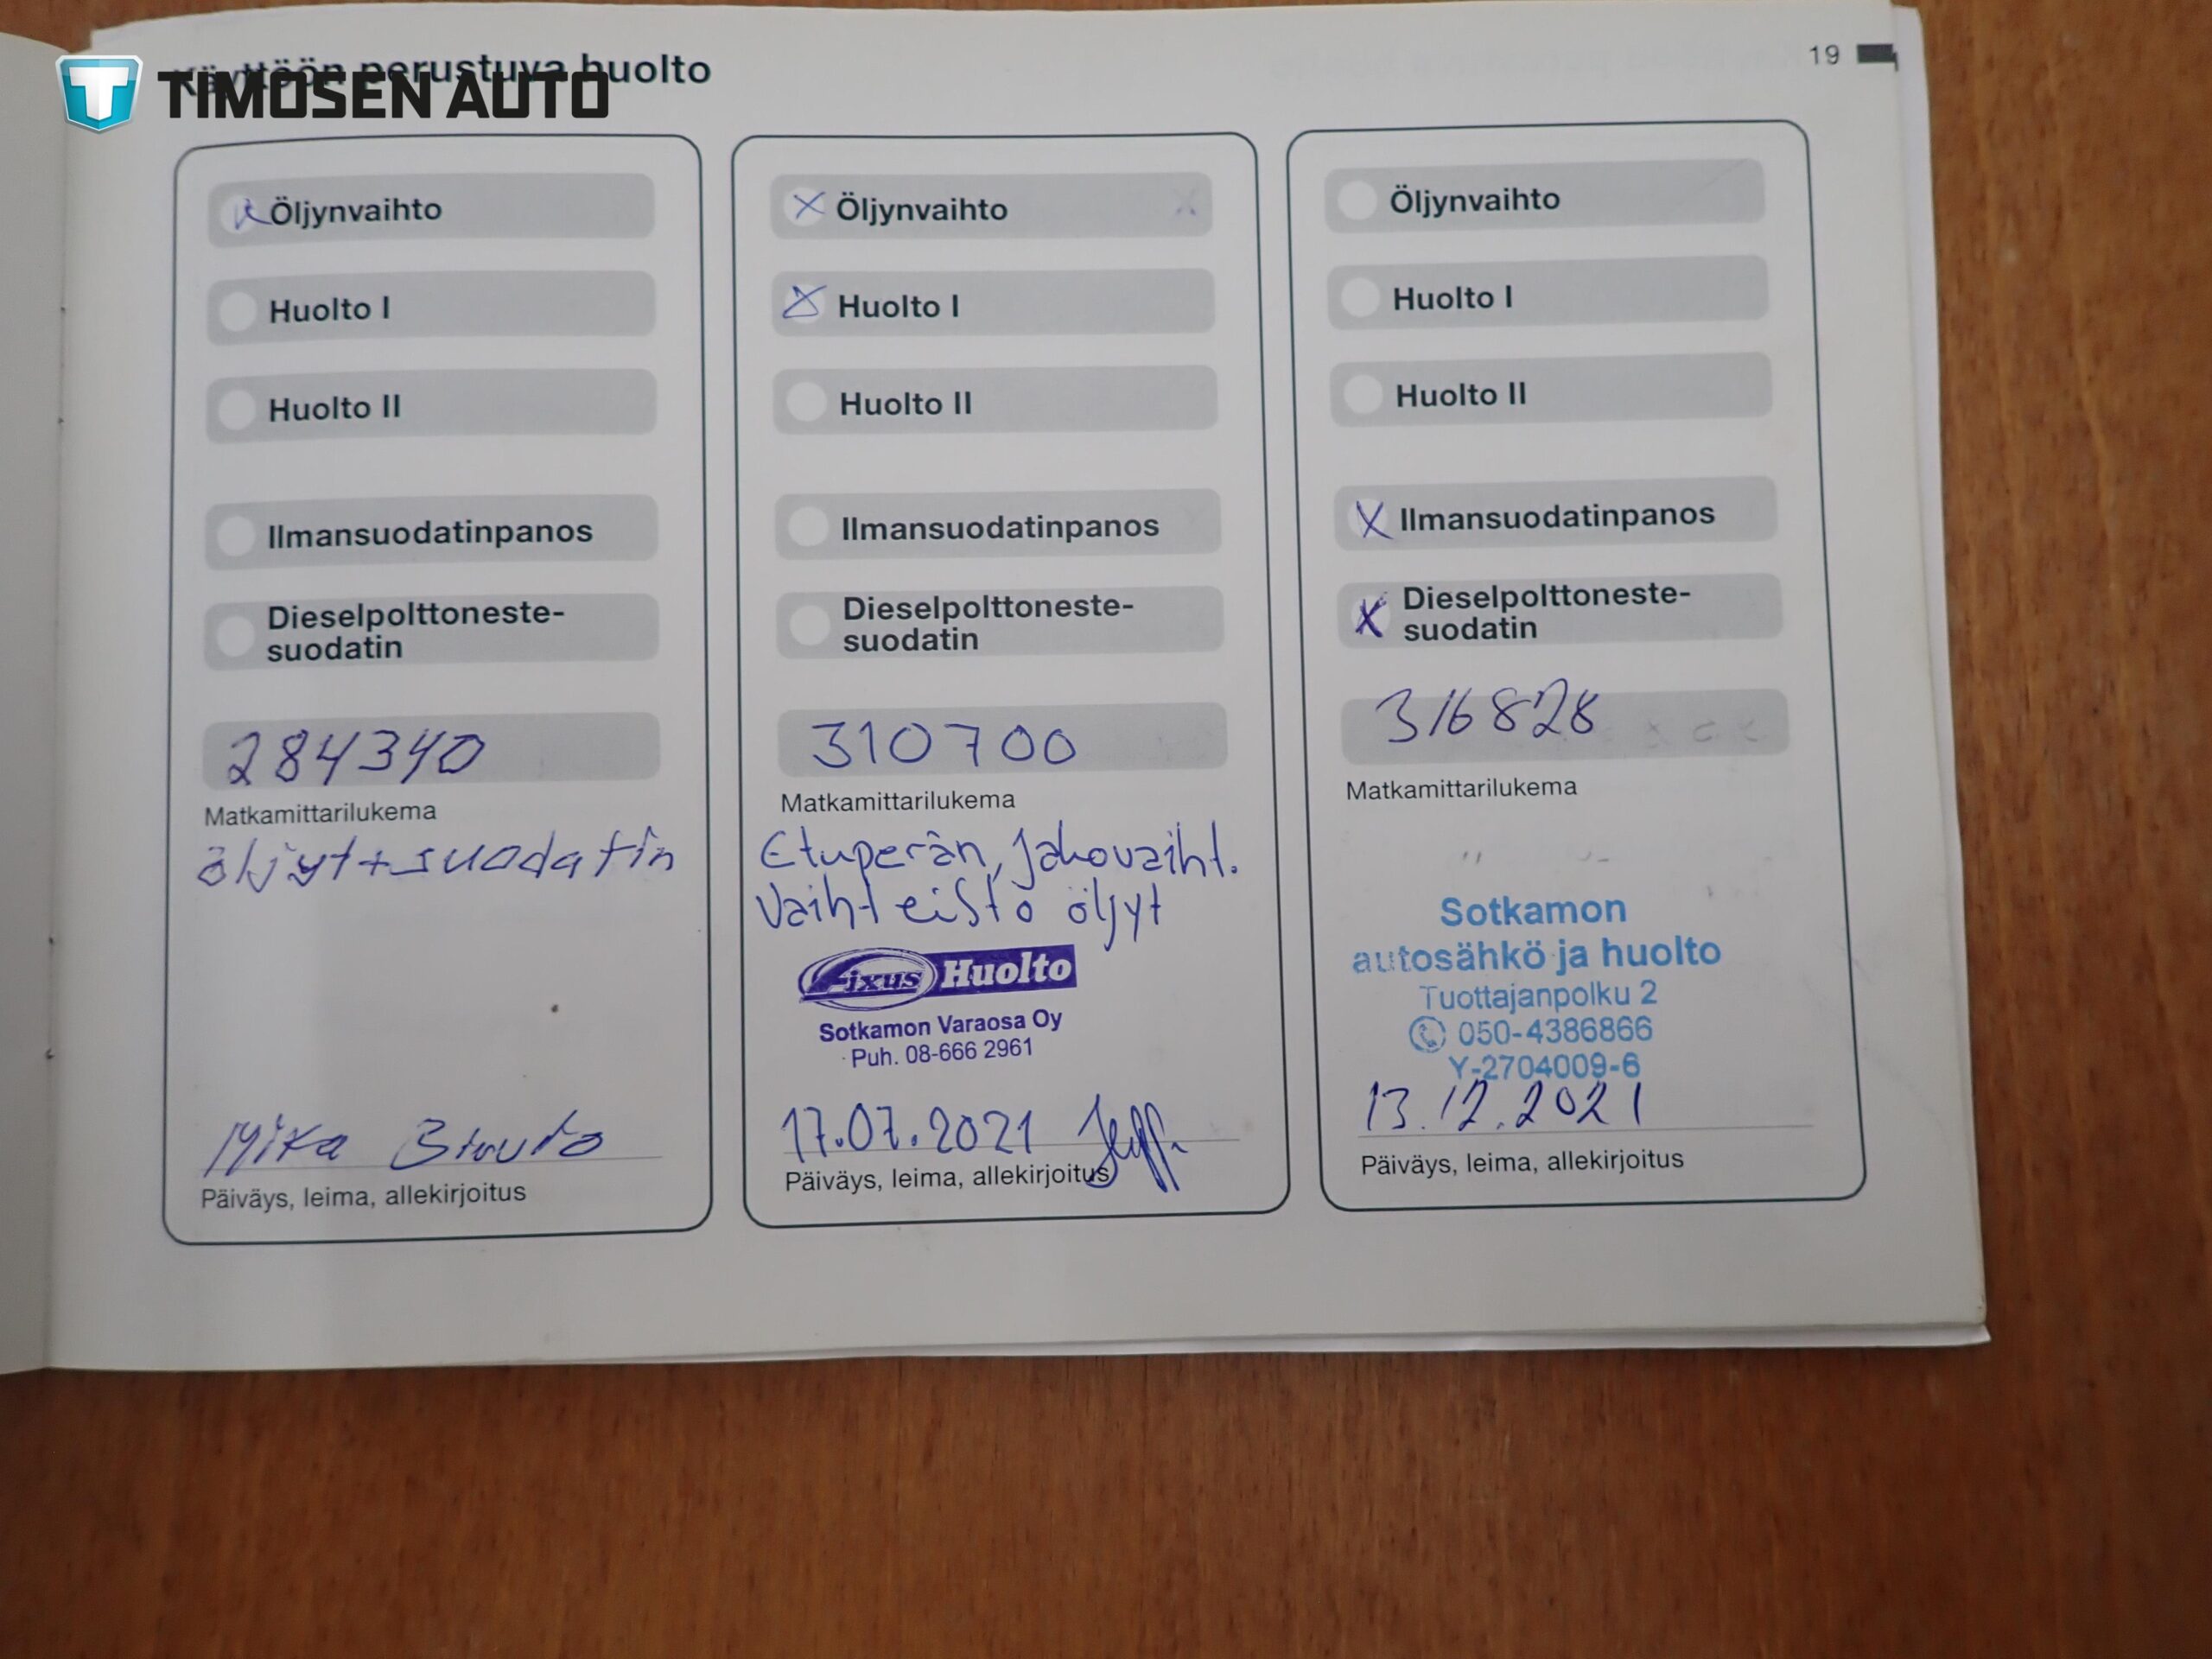 TIMOSEN AUTO
Käyttöön perustuva huolto
19
Öljynvaihto
Huolto I
Huolto II
Ilmansuodatinpanos
Dieselpolttoneste-
suodatin
284340
Matkamittarilukema
öljyt+suodatin
Mika
Päiväys, leima, allekirjoitus
Öljynvaihto
Huolto I
Huolto II
Ilmansuodatinpanos
Dieselpolttoneste-
suodatin
310700
Matkamittarilukema
Etuperän, Jakovaiht.
Vaihteisto öljyt
Fixus Huolto
Sotkamon Varaosa Oy
Puh. 08-666 2961
17.07.2021
Päiväys, leima, allekirjoitus
Öljynvaihto
Huolto I
Huolto II
X Ilmansuodatinpanos
X Dieselpolttoneste-
suodatin
316828
Matkamittarilukema
Sotkamon
autosähkö ja huolto
Tuottajanpolku 2
050-4386866
Y-2704009-6
13.12.2021
Päiväys, leima, allekirjoitus